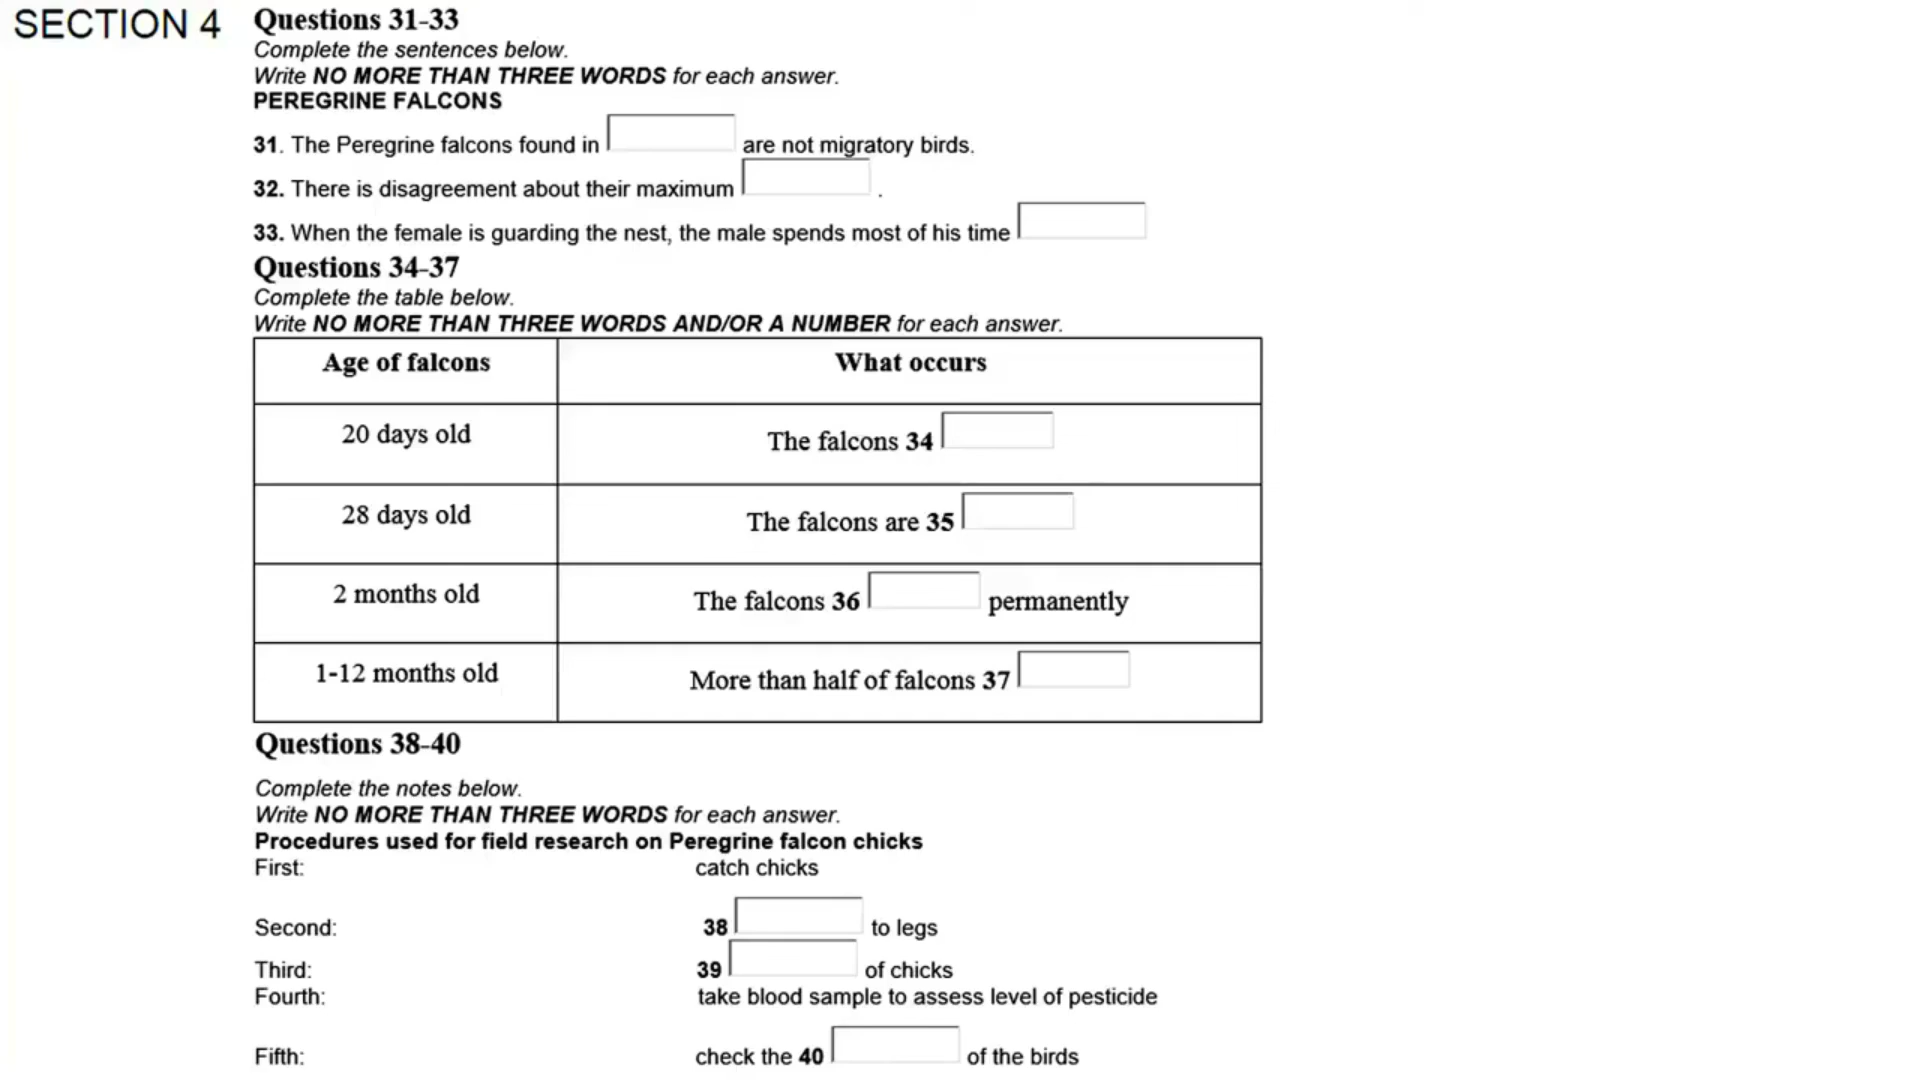 SECTION 4
Questions 31-33
Complete the sentences below.
Write NO MORE THAN THREE WORDS for each answer.
PEREGRINE FALCONS
31. The Peregrine falcons found in are not migratory birds.
32. There is disagreement about their maximum .
33. When the female is guarding the nest, the male spends most of his time
Questions 34-37
Complete the table below.
Write NO MORE THAN THREE WORDS AND/OR A NUMBER for each answer.
Age of falcons What occurs
20 days old The falcons 34
28 days old The falcons are 35
2 months old The falcons 36 permanently
1-12 months old More than half of falcons 37
Questions 38-40
Complete the notes below.
Write NO MORE THAN THREE WORDS for each answer.
Procedures used for field research on Peregrine falcon chicks
First: catch chicks
Second: 38 to legs
Third: 39 of chicks
Fourth: take blood sample to assess level of pesticide
Fifth: check the 40 of the birds